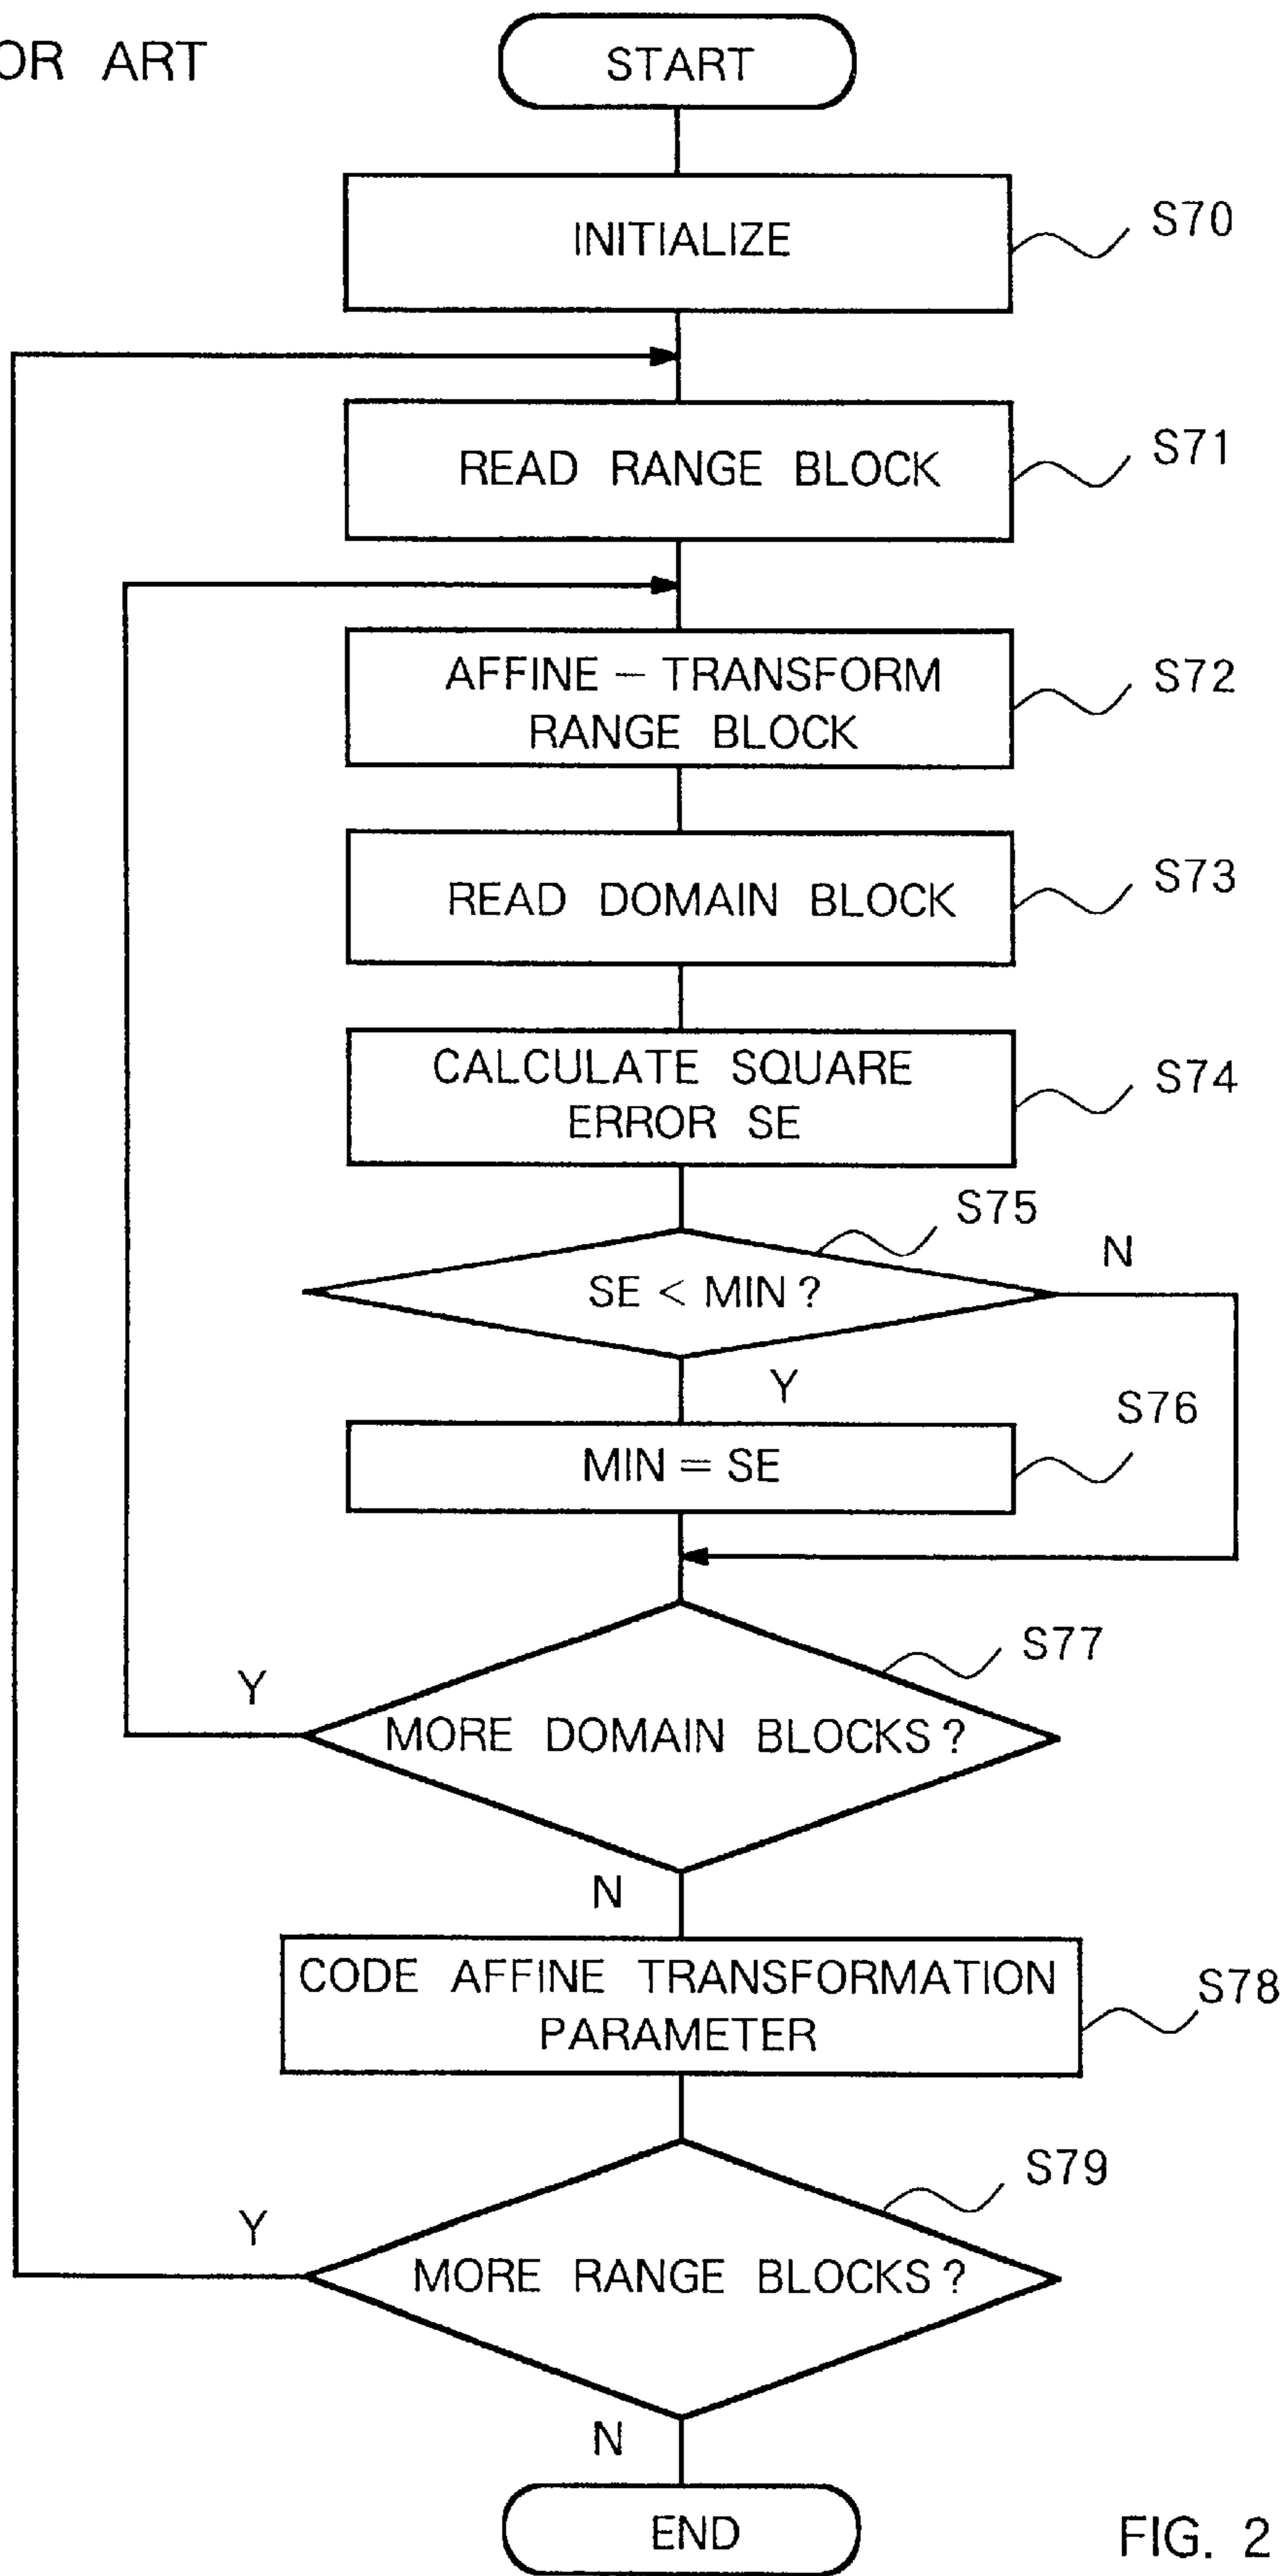 OR ART
START
INITIALIZE
S70
READ RANGE BLOCK
S71
AFFINE – TRANSFORM
RANGE BLOCK
S72
READ DOMAIN BLOCK
S73
CALCULATE SQUARE
ERROR SE
S74
S75
SE < MIN ?
N
Y
S76
MIN = SE
S77
Y
MORE DOMAIN BLOCKS ?
N
CODE AFFINE TRANSFORMATION
PARAMETER
S78
S79
Y
MORE RANGE BLOCKS ?
N
END
FIG. 2